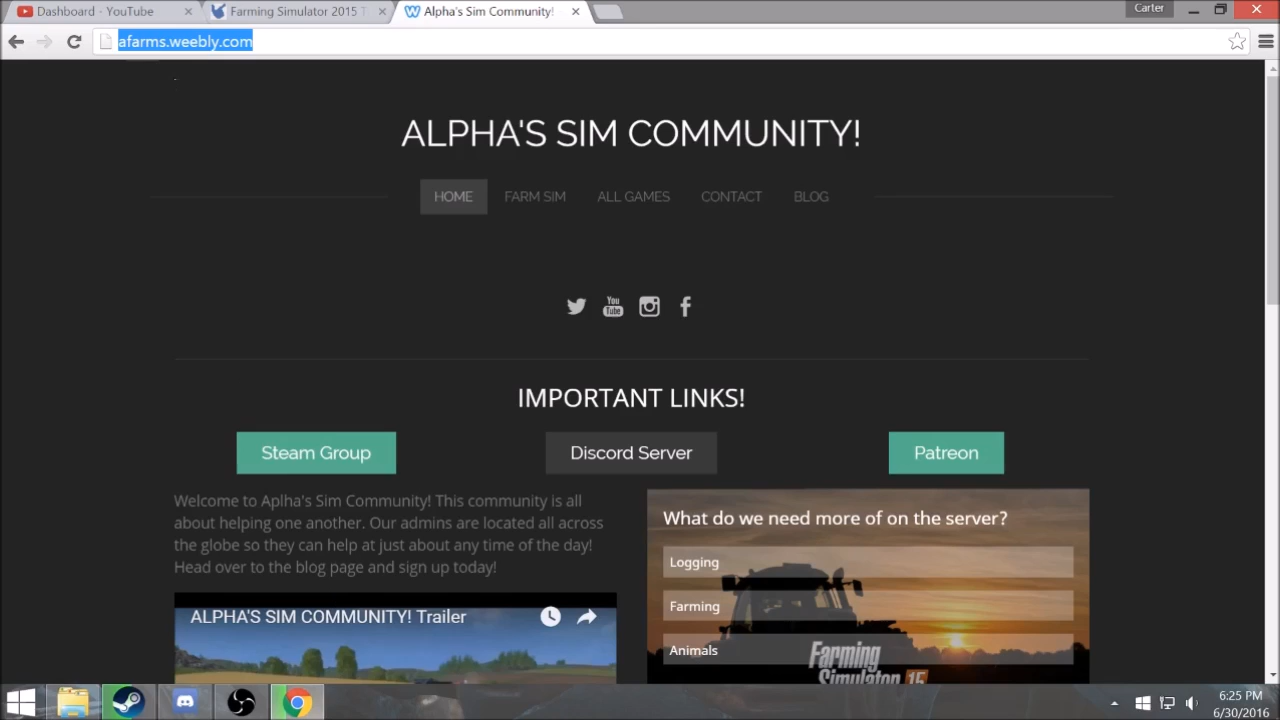 Dashboard - YouTube
Farming Simulator 2015 T
Alpha's Sim Community!
Carter
afarms.weebly.com
ALPHA'S SIM COMMUNITY!
HOME
FARM SIM
ALL GAMES
CONTACT
BLOG
You
Tube
IMPORTANT LINKS!
Steam Group
Discord Server
Patreon
Welcome to Aplha's Sim Community! This community is all
about helping one another. Our admins are located all across
the globe so they can help at just about any time of the day!
Head over to the blog page and sign up today!
ALPHA'S SIM COMMUNITY! Trailer
What do we need more of on the server?
Logging
Farming
Animals
Farming
Simulator 15
6:25 PM
6/30/2016